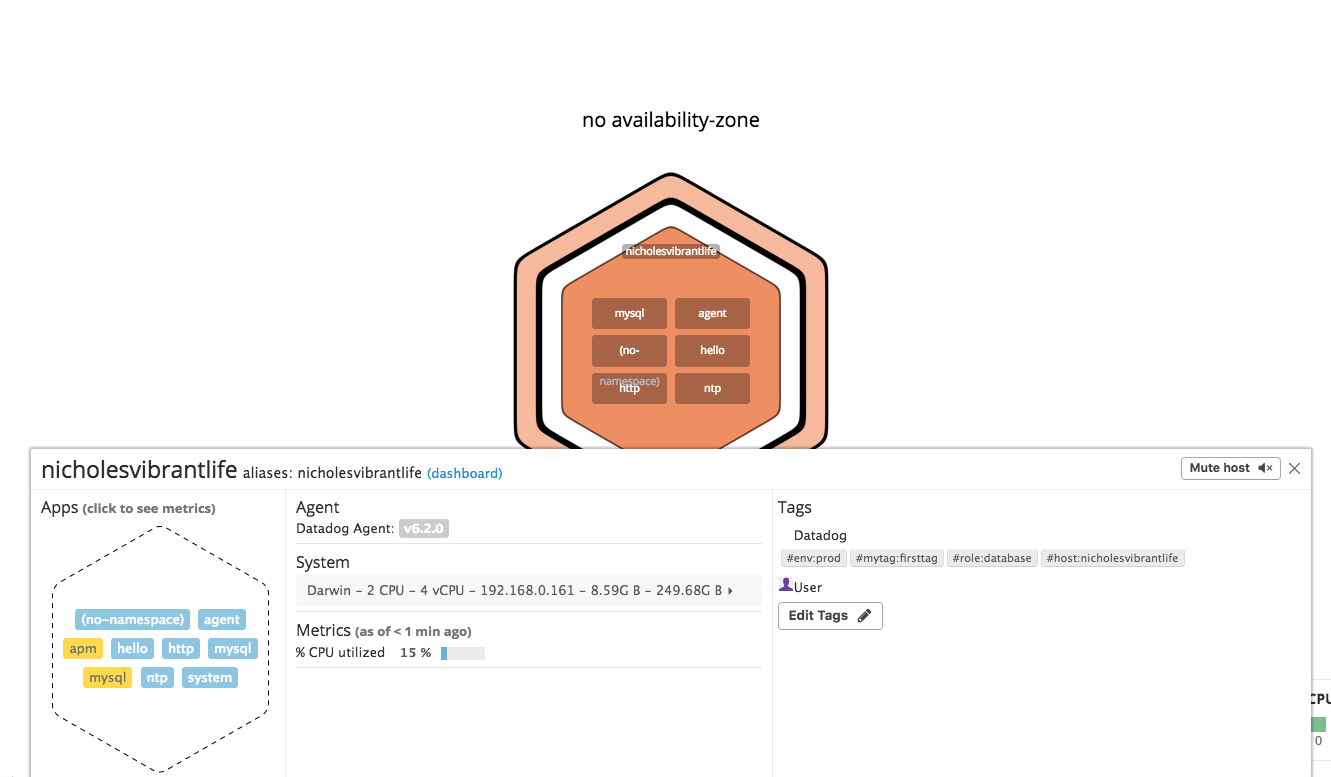 no availability-zone
nicholesvibrantlife
mysql agent
(no-namespace) hello
http ntp
nicholesvibrantlife aliases: nicholesvibrantlife (dashboard)
Mute host
Apps (click to see metrics)
(no-namespace) agent
apm hello http mysql
mysql ntp system
Agent
Datadog Agent: v6.2.0
System
Darwin - 2 CPU - 4 vCPU - 192.168.0.161 - 8.59G B - 249.68G B
Metrics (as of < 1 min ago)
% CPU utilized 15 %
Tags
Datadog
#env:prod #mytag:firsttag #role:database #host:nicholesvibrantlife
User
Edit Tags
CPU
0